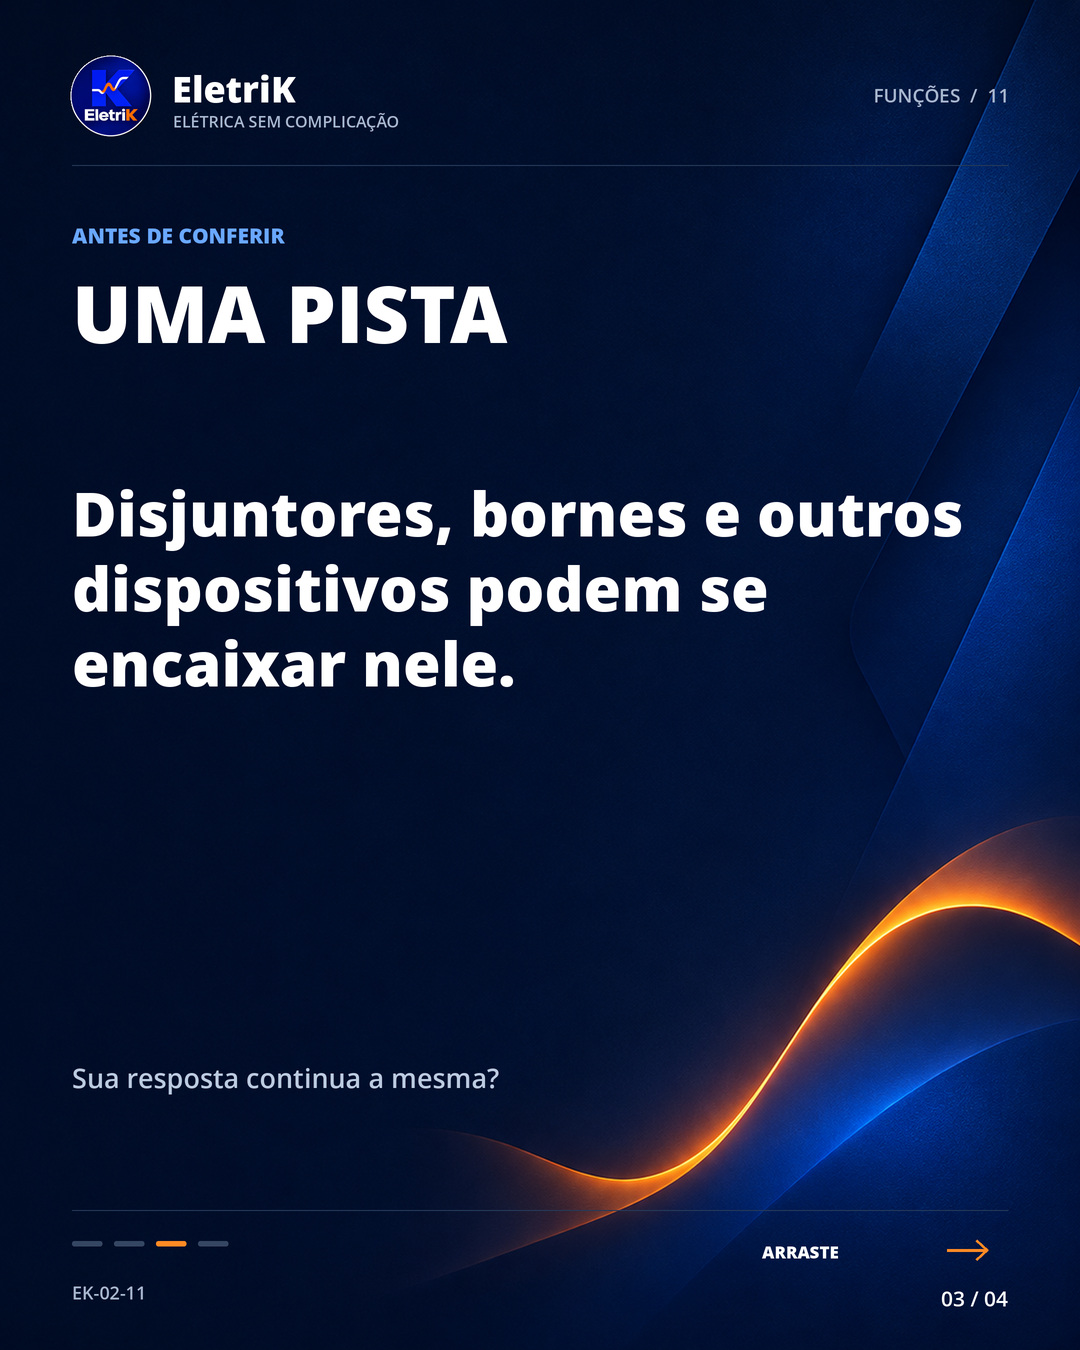 EletriK
EletriK
ELÉTRICA SEM COMPLICAÇÃO
FUNÇÕES / 11
ANTES DE CONFERIR
UMA PISTA
Disjuntores, bornes e outros
dispositivos podem se
encaixar nele.
Sua resposta continua a mesma?
ARRASTE
EK-02-11
03 / 04